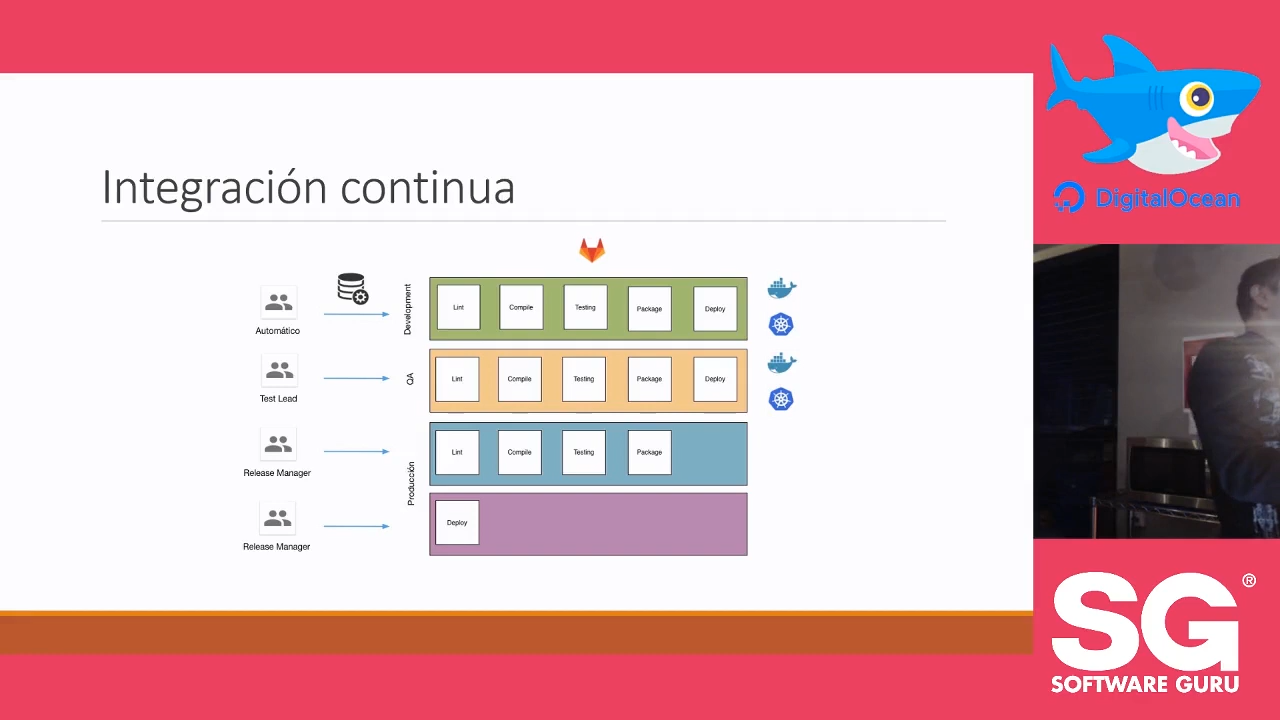 Integración continua
Automático
Development
Lint
Compile
Testing
Package
Deploy
Test Lead
QA
Lint
Compile
Testing
Package
Deploy
Release Manager
Producción
Lint
Compile
Testing
Package
Release Manager
Deploy
DigitalOcean
SG®
SOFTWARE GURU